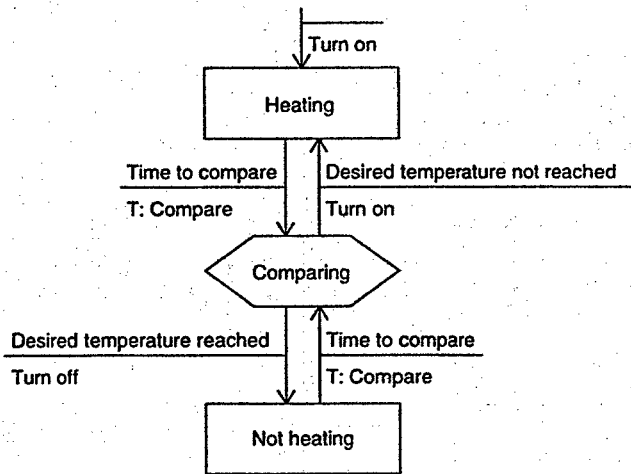 Turn on
Heating
Time to compare
Desired temperature not reached
T: Compare
Turn on
Comparing
Desired temperature reached
Time to compare
Turn off
T: Compare
Not heating